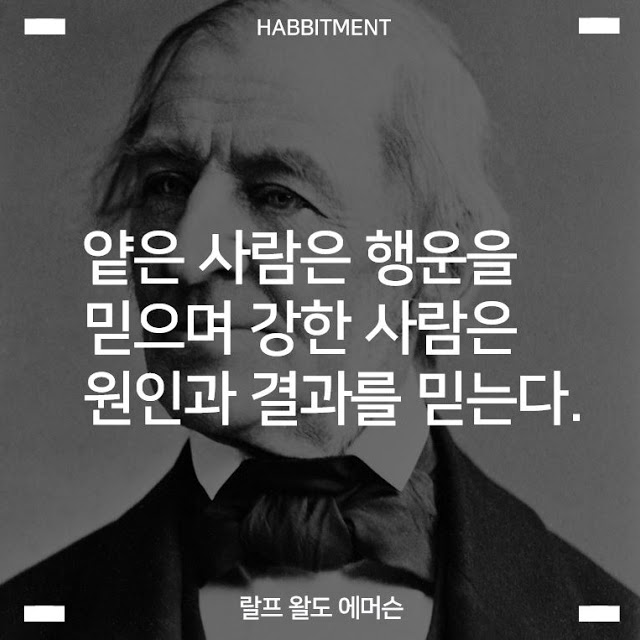 HABBITMENT
얕은 사람은 행운을
믿으며 강한 사람은
원인과 결과를 믿는다.
랄프 왈도 에머슨